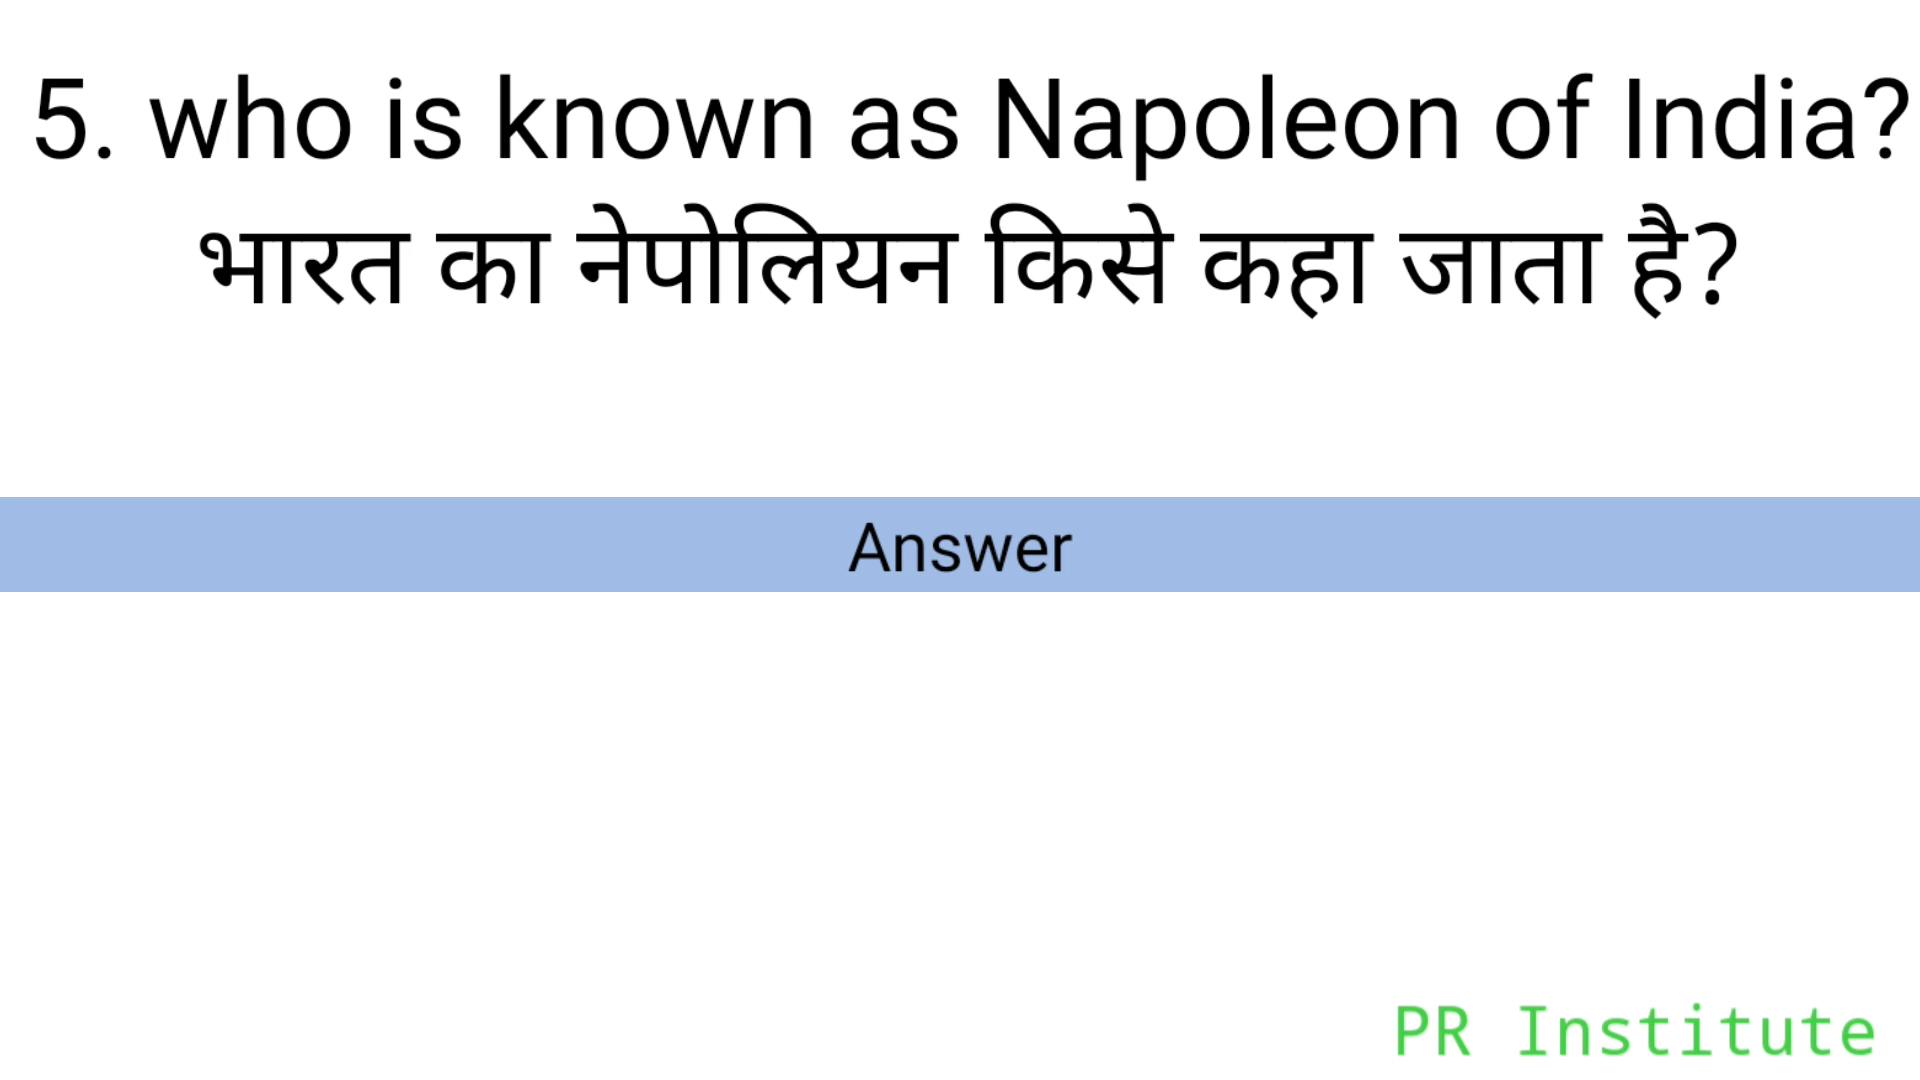 5. who is known as Napoleon of India?
भारत का नेपोलियन किसे कहा जाता है?
Answer
PR Institute